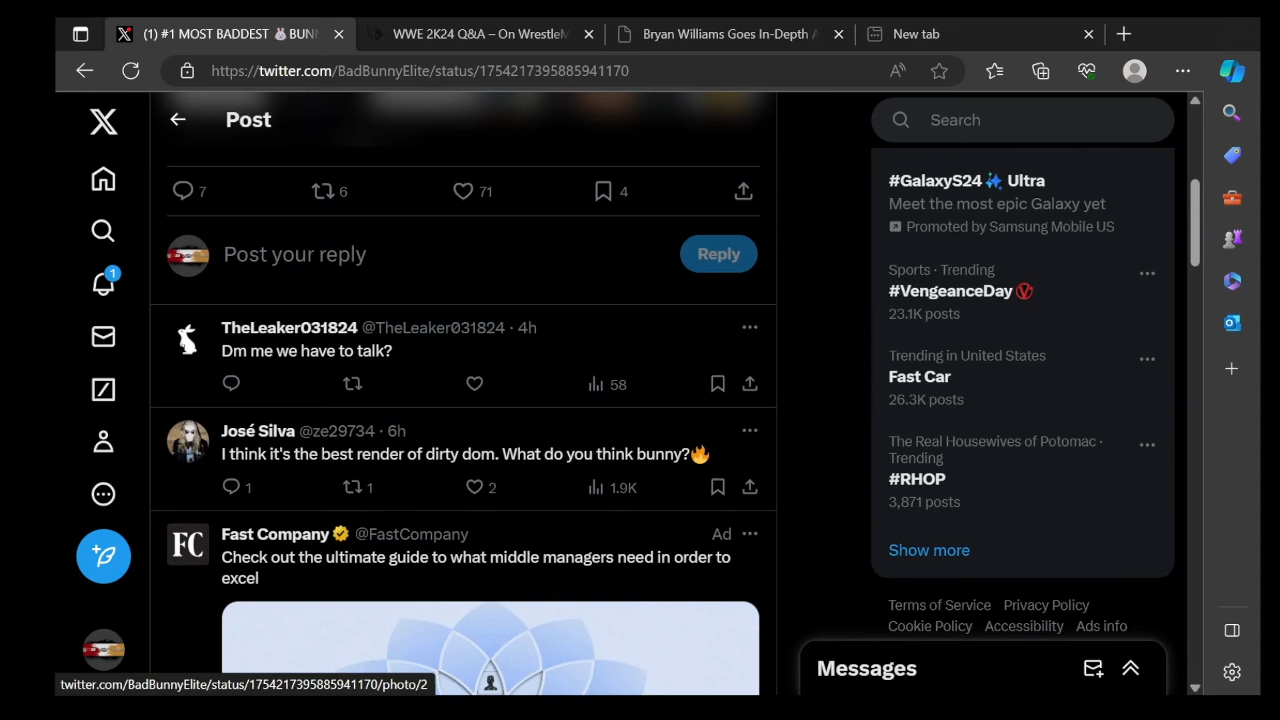 (1) #1 MOST BADDEST 🐰BUNN
WWE 2K24 Q&A – On WrestleM
Bryan Williams Goes In-Depth A
New tab
https://twitter.com/BadBunnyElite/status/1754217395885941170
Post
Search
7 6 71 4
Post your reply
Reply
TheLeaker031824 @TheLeaker031824 · 4h
Dm me we have to talk?
58
José Silva @ze29734 · 6h
I think it's the best render of dirty dom. What do you think bunny?🔥
1 1 2 1.9K
FC
Fast Company @FastCompany Ad
Check out the ultimate guide to what middle managers need in order to
excel
#GalaxyS24 Ultra
Meet the most epic Galaxy yet
Promoted by Samsung Mobile US
Sports · Trending
#VengeanceDay
23.1K posts
Trending in United States
Fast Car
26.3K posts
The Real Housewives of Potomac ·
Trending
#RHOP
3,871 posts
Show more
Terms of Service Privacy Policy
Cookie Policy Accessibility Ads info
Messages
1
twitter.com/BadBunnyElite/status/1754217395885941170/photo/2